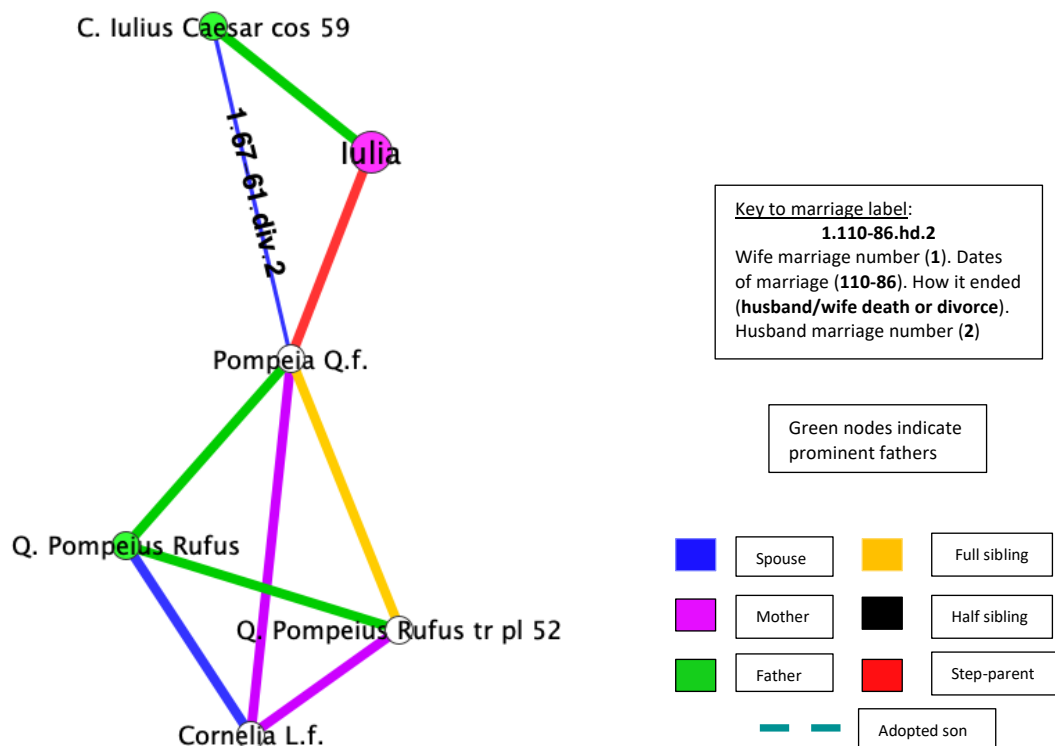 C. Iulius Caesar cos 59
Iulia
1.67-61.div.2
Pompeia Q.f.
Q. Pompeius Rufus
Q. Pompeius Rufus tr pl 52
Cornelia L.f.
Key to marriage label:
1.110-86.hd.2
Wife marriage number (1). Dates
of marriage (110-86). How it ended
(husband/wife death or divorce).
Husband marriage number (2)
Green nodes indicate
prominent fathers
Spouse
Full sibling
Mother
Half sibling
Father
Step-parent
Adopted son